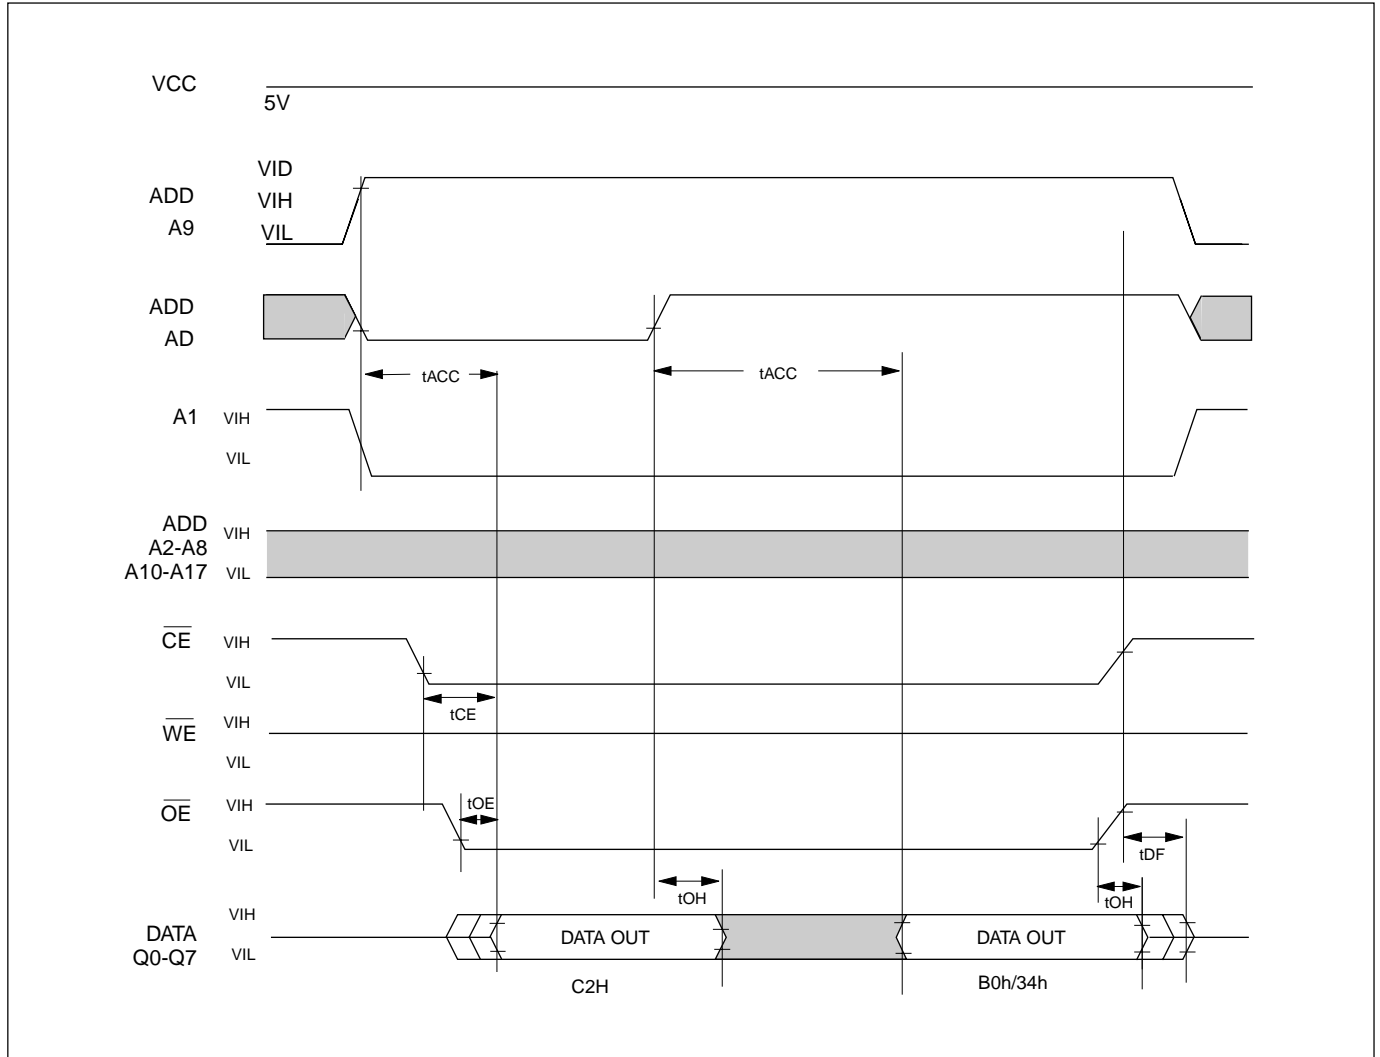 VCC
5V
VID
ADD VIH
A9 VIL
ADD
AD
tACC tACC
A1 VIH
VIL
ADD VIH
A2-A8
A10-A17 VIL
CE VIH
VIL
tCE
WE VIH
VIL
OE VIH tOE
VIL tDF
tOH tOH
VIH
DATA DATA OUT DATA OUT
Q0-Q7 VIL
C2H B0h/34h